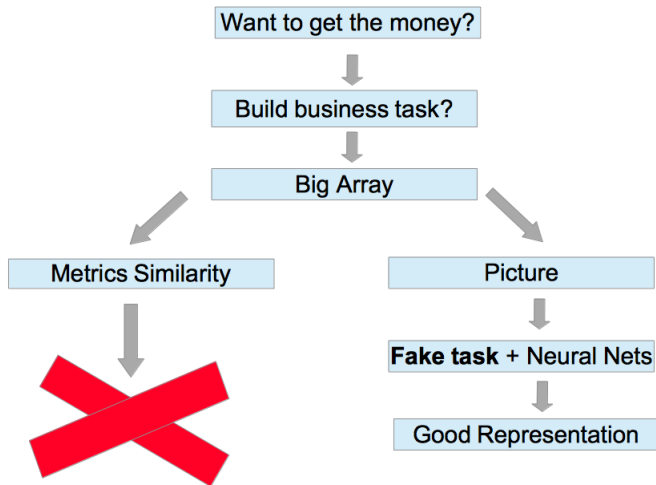 Want to get the money?
Build business task?
Big Array
Metrics Similarity
Picture
Fake task + Neural Nets
Good Representation